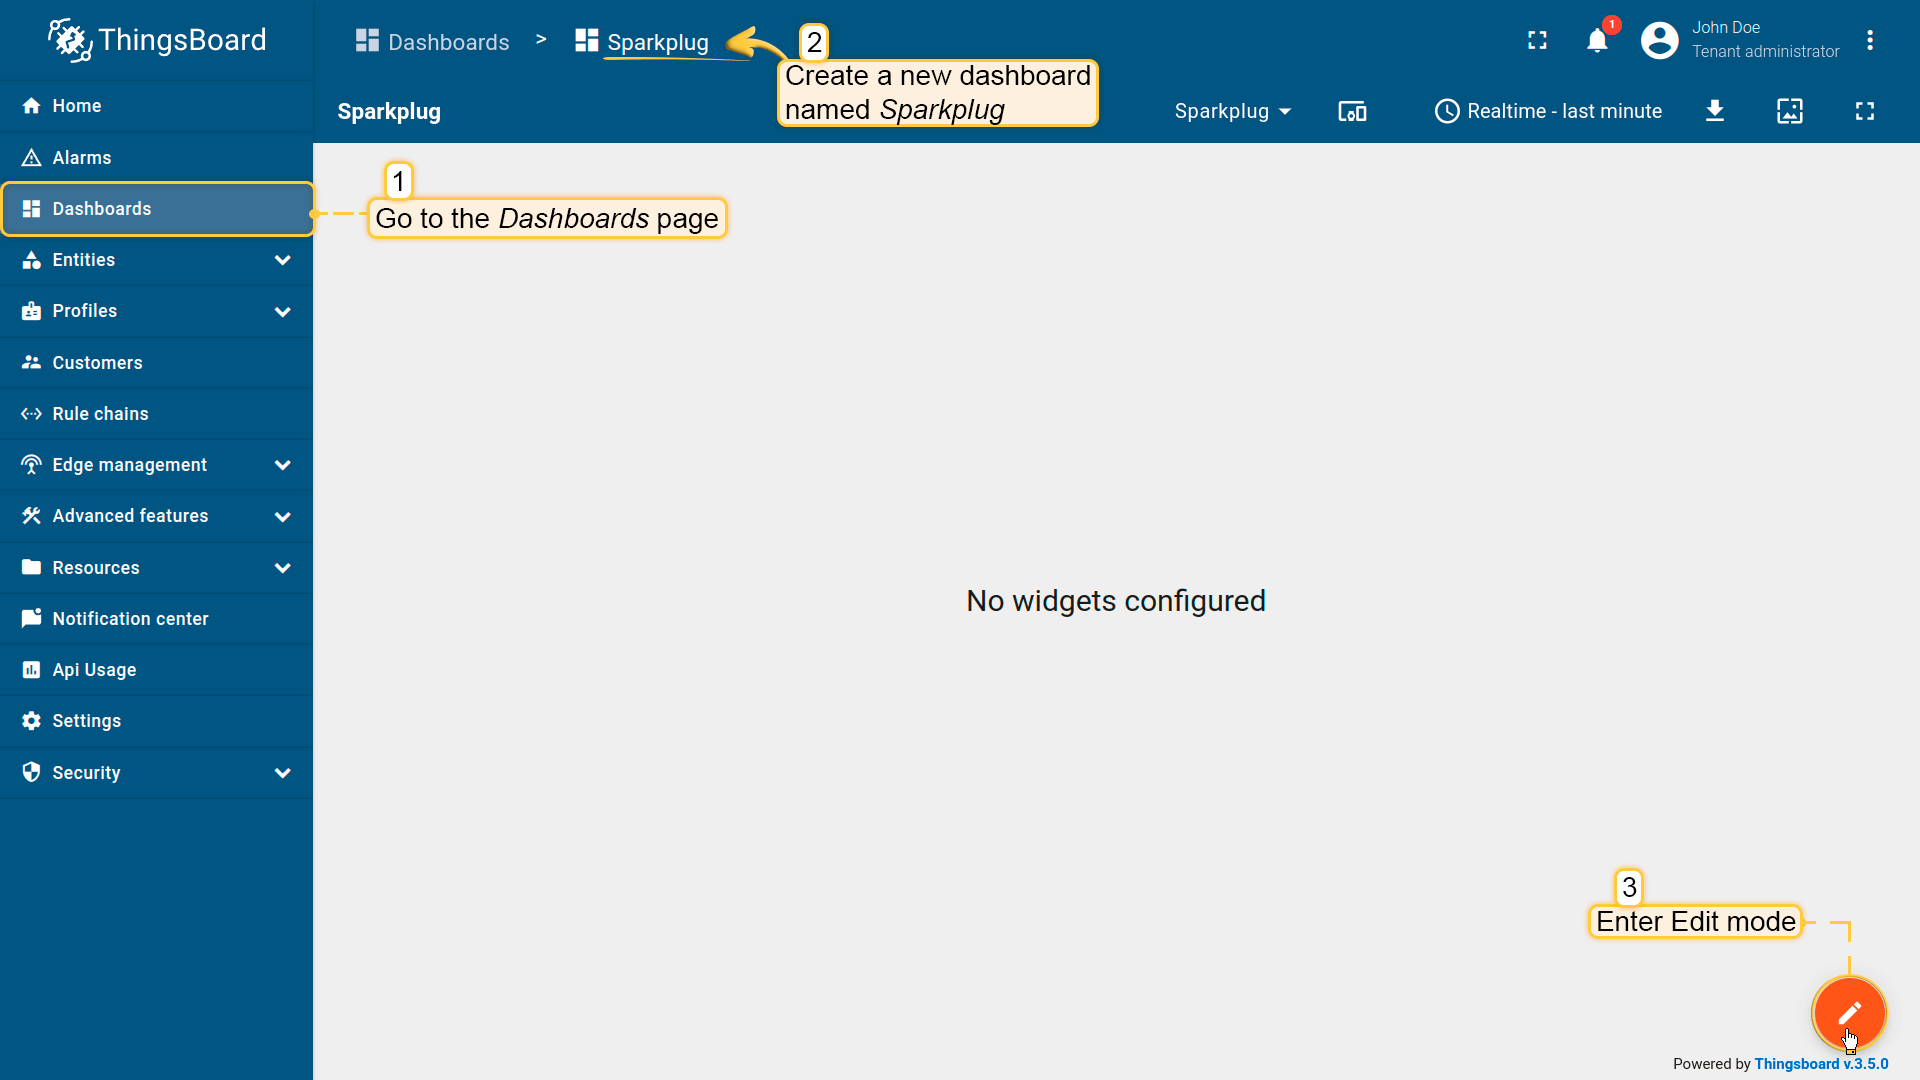 ThingsBoard
Dashboards > Sparkplug
2
Create a new dashboard
named Sparkplug
1
John Doe
Tenant administrator
Sparkplug
Sparkplug
Realtime - last minute
Home
Alarms
Dashboards
Entities
Profiles
Customers
Rule chains
Edge management
Advanced features
Resources
Notification center
Api Usage
Settings
Security
1
Go to the Dashboards page
No widgets configured
3
Enter Edit mode
Powered by Thingsboard v.3.5.0